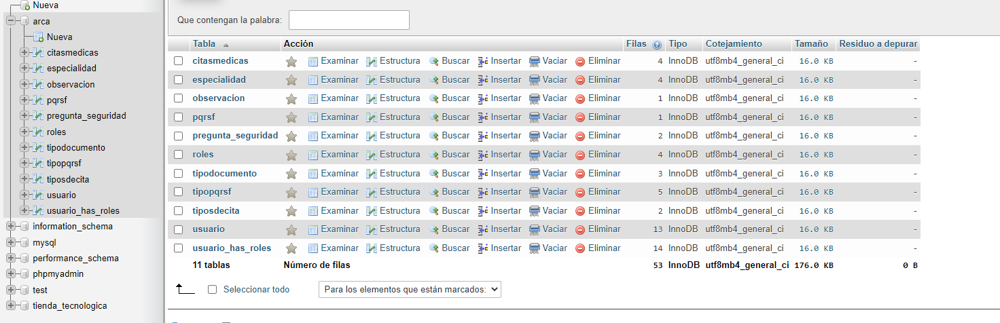 Nueva
arca
Nueva
citasmedicas
especialidad
observacion
pqrsf
pregunta_seguridad
roles
tipodocumento
tipopqrsf
tiposdecita
usuario
usuario_has_roles
information_schema
mysql
performance_schema
phpmyadmin
test
tienda_tecnologica
Que contengan la palabra:
Tabla Acción Filas Tipo Cotejamiento Tamaño Residuo a depurar
citasmedicas Examinar Estructura Buscar Insertar Vaciar Eliminar 4 InnoDB utf8mb4_general_ci 16.0 KB -
especialidad Examinar Estructura Buscar Insertar Vaciar Eliminar 4 InnoDB utf8mb4_general_ci 16.0 KB -
observacion Examinar Estructura Buscar Insertar Vaciar Eliminar 1 InnoDB utf8mb4_general_ci 16.0 KB -
pqrsf Examinar Estructura Buscar Insertar Vaciar Eliminar 1 InnoDB utf8mb4_general_ci 16.0 KB -
pregunta_seguridad Examinar Estructura Buscar Insertar Vaciar Eliminar 2 InnoDB utf8mb4_general_ci 16.0 KB -
roles Examinar Estructura Buscar Insertar Vaciar Eliminar 4 InnoDB utf8mb4_general_ci 16.0 KB -
tipodocumento Examinar Estructura Buscar Insertar Vaciar Eliminar 3 InnoDB utf8mb4_general_ci 16.0 KB -
tipopqrsf Examinar Estructura Buscar Insertar Vaciar Eliminar 5 InnoDB utf8mb4_general_ci 16.0 KB -
tiposdecita Examinar Estructura Buscar Insertar Vaciar Eliminar 2 InnoDB utf8mb4_general_ci 16.0 KB -
usuario Examinar Estructura Buscar Insertar Vaciar Eliminar 13 InnoDB utf8mb4_general_ci 16.0 KB -
usuario_has_roles Examinar Estructura Buscar Insertar Vaciar Eliminar 14 InnoDB utf8mb4_general_ci 16.0 KB -
11 tablas Número de filas 53 InnoDB utf8mb4_general_ci 176.0 KB 0 B
Seleccionar todo Para los elementos que están marcados: